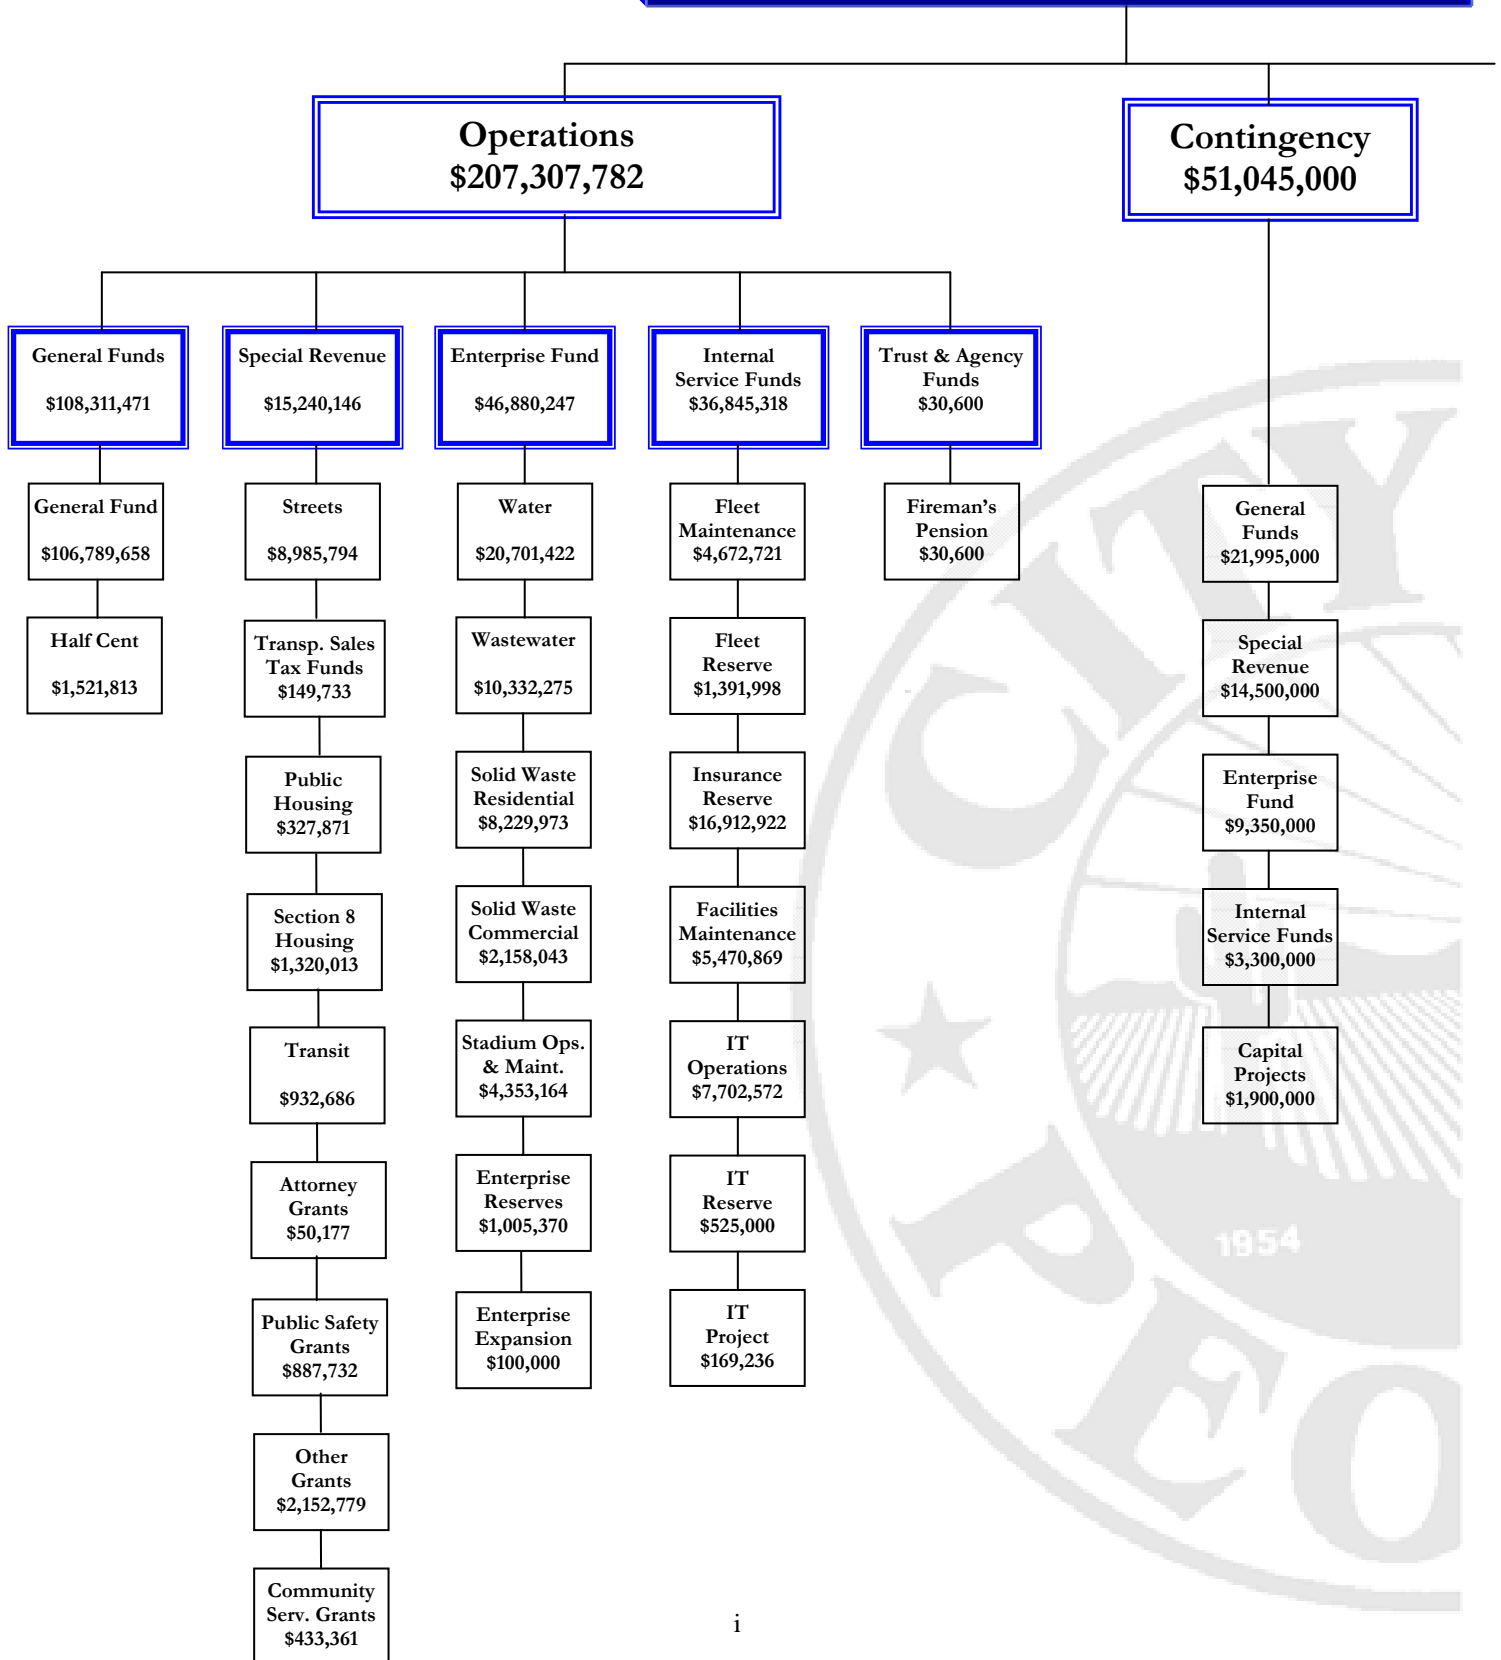 Operations
$207,307,782
Contingency
$51,045,000
General Funds
$108,311,471
Special Revenue
$15,240,146
Enterprise Fund
$46,880,247
Internal
Service Funds
$36,845,318
Trust & Agency
Funds
$30,600
General Fund
$106,789,658
Half Cent
$1,521,813
Streets
$8,985,794
Transp. Sales
Tax Funds
$149,733
Public
Housing
$327,871
Section 8
Housing
$1,320,013
Transit
$932,686
Attorney
Grants
$50,177
Public Safety
Grants
$887,732
Other
Grants
$2,152,779
Community
Serv. Grants
$433,361
Water
$20,701,422
Wastewater
$10,332,275
Solid Waste
Residential
$8,229,973
Solid Waste
Commercial
$2,158,043
Stadium Ops.
& Maint.
$4,353,164
Enterprise
Reserves
$1,005,370
Enterprise
Expansion
$100,000
Fleet
Maintenance
$4,672,721
Fleet
Reserve
$1,391,998
Insurance
Reserve
$16,912,922
Facilities
Maintenance
$5,470,869
IT
Operations
$7,702,572
IT
Reserve
$525,000
IT
Project
$169,236
Fireman's
Pension
$30,600
General
Funds
$21,995,000
Special
Revenue
$14,500,000
Enterprise
Fund
$9,350,000
Internal
Service Funds
$3,300,000
Capital
Projects
$1,900,000
CITY
PEO
1954
i